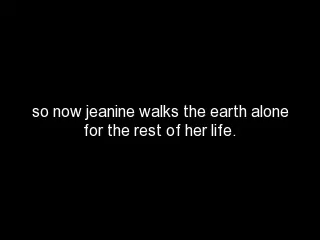 so now jeanine walks the earth alone
for the rest of her life.